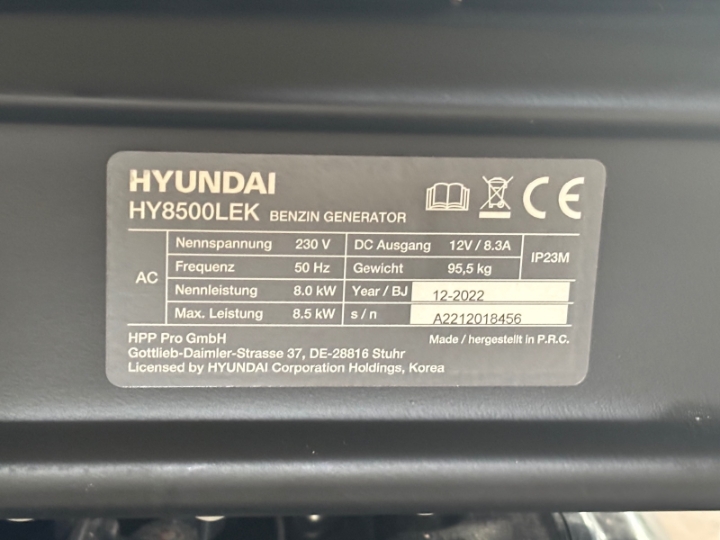 HYUNDAI
HY8500LEK BENZIN GENERATOR
CE
AC
Nennspannung 230 V DC Ausgang 12V / 8.3A
IP23M
Frequenz 50 Hz Gewicht 95,5 kg
Nennleistung 8.0 kW Year / BJ 12-2022
Max. Leistung 8.5 kW s / n A2212018456
HPP Pro GmbH Made / hergestellt in P.R.C.
Gottlieb-Daimler-Strasse 37, DE-28816 Stuhr
Licensed by HYUNDAI Corporation Holdings, Korea